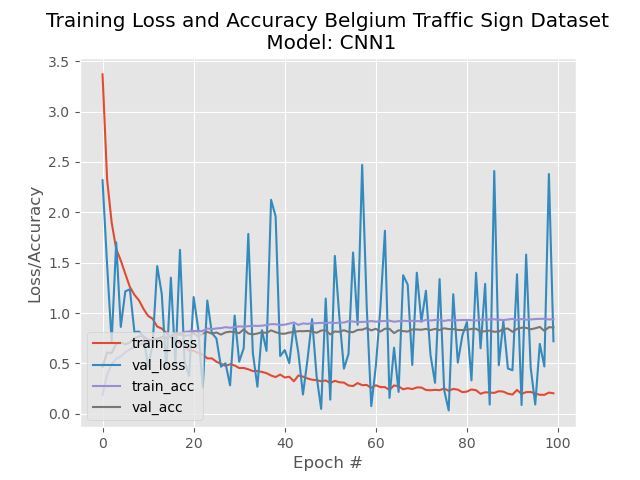 Training Loss and Accuracy Belgium Traffic Sign Dataset
Model: CNN1
3.5
3.0
2.5
2.0
1.5
1.0
0.5
0.0
Loss/Accuracy
train_loss
val_loss
train_acc
val_acc
0 20 40 60 80 100
Epoch #